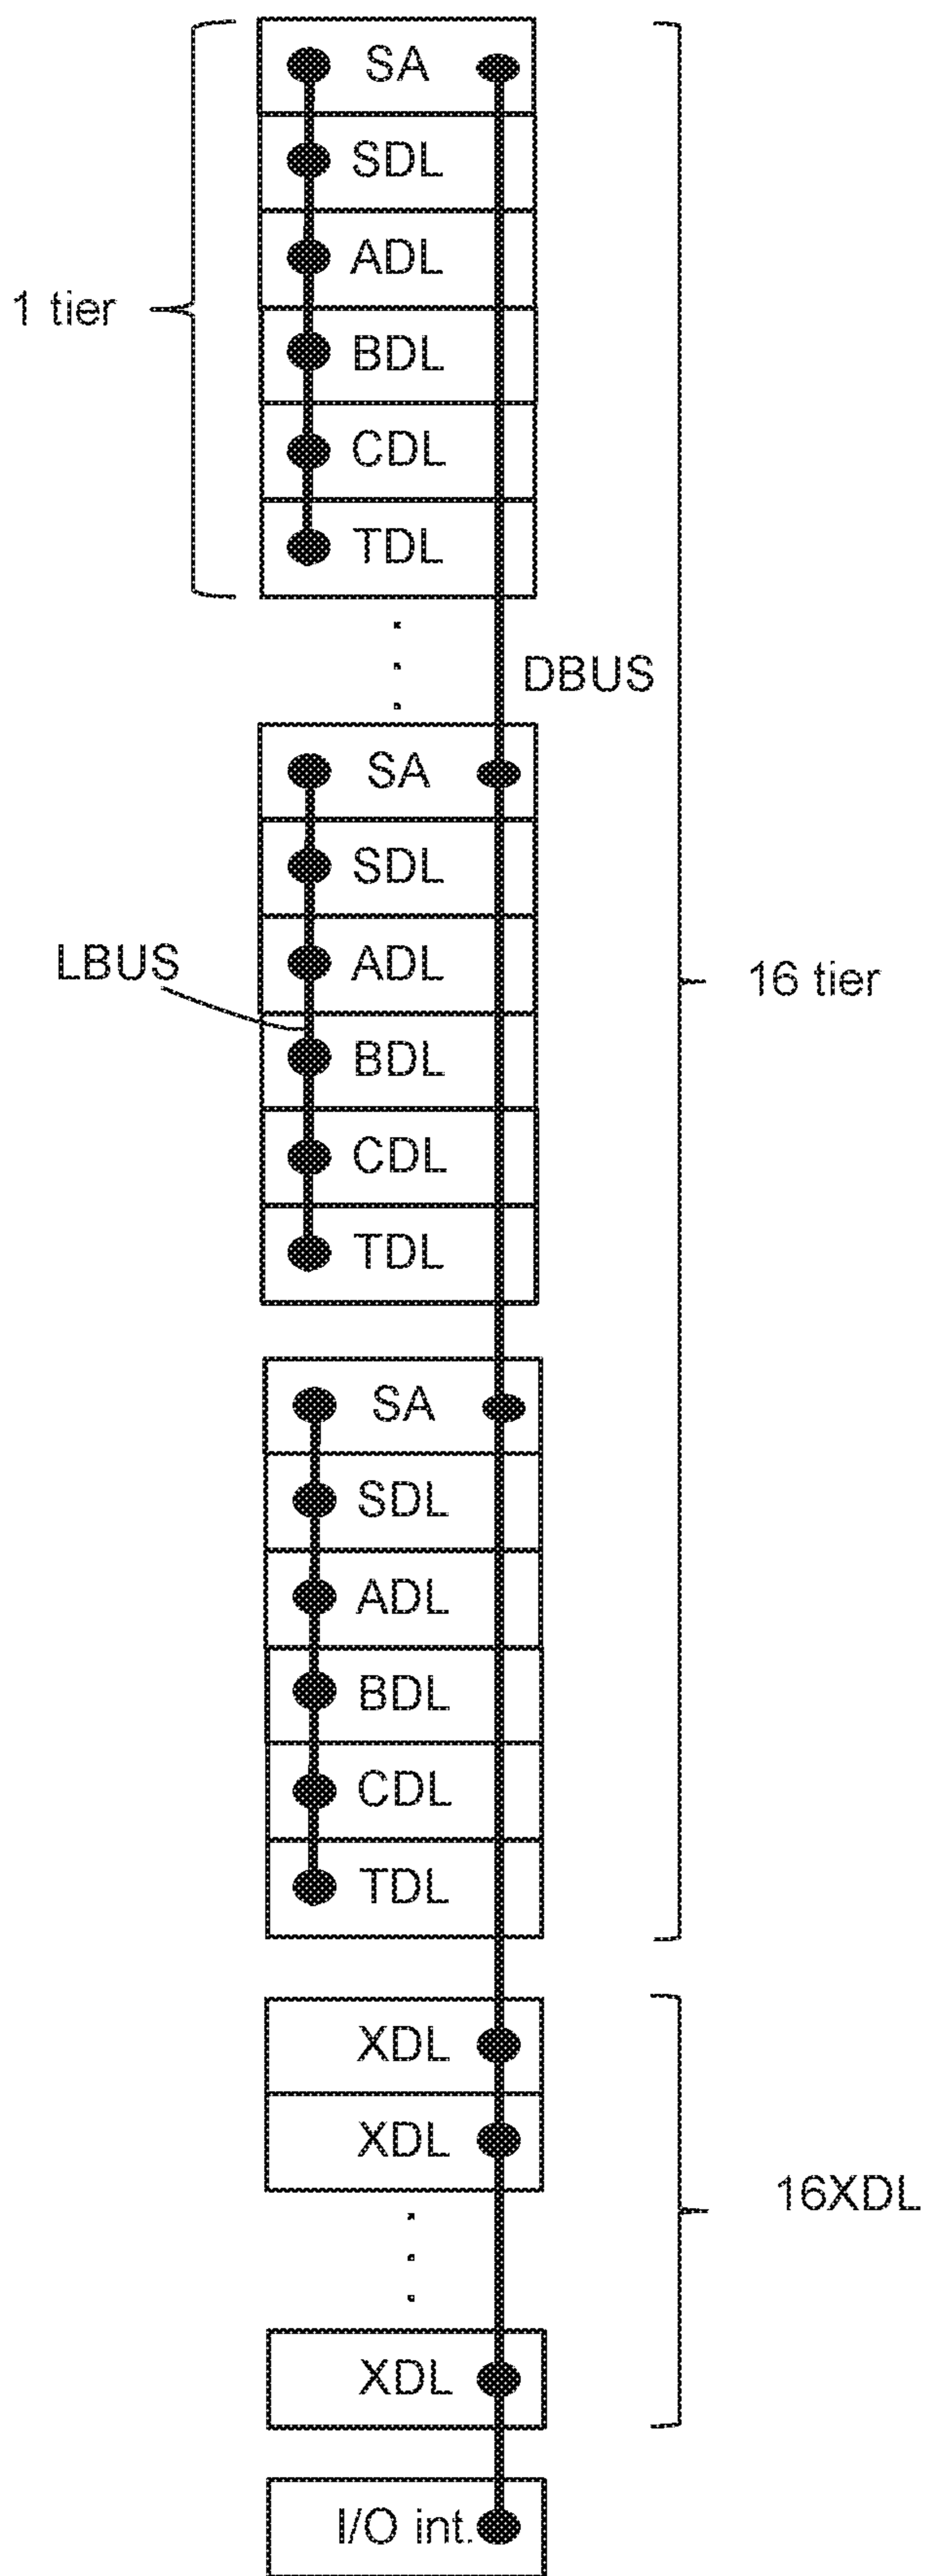 SA
SDL
ADL
1 tier
BDL
CDL
TDL
DBUS
SA
SDL
LBUS
ADL
16 tier
BDL
CDL
TDL
SA
SDL
ADL
BDL
CDL
TDL
XDL
XDL
16XDL
XDL
I/O int.